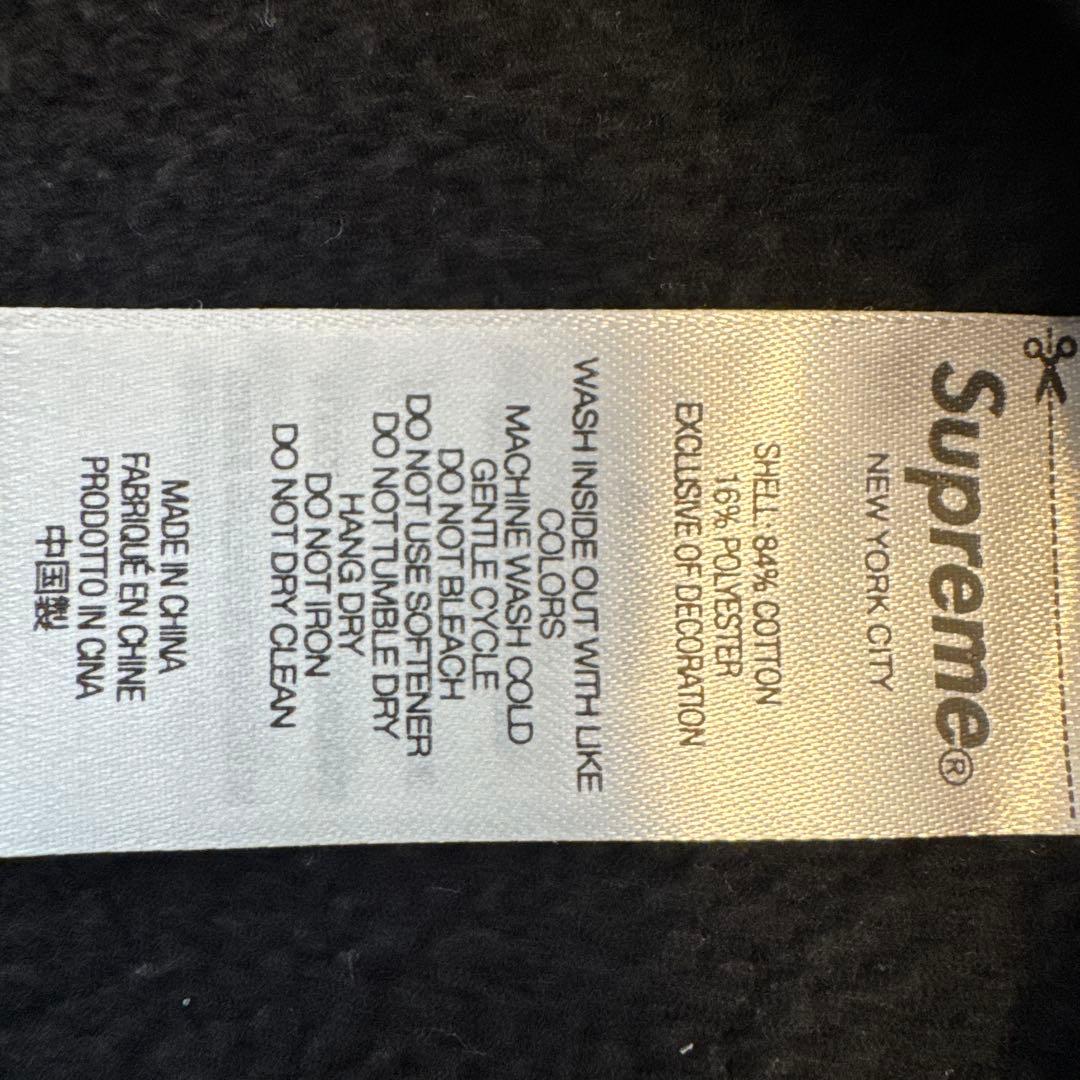 Supreme®
NEW YORK CITY
SHELL: 84% COTTON
16% POLYESTER
EXCLUSIVE OF DECORATION
WASH INSIDE OUT WITH LIKE
COLORS
MACHINE WASH COLD
GENTLE CYCLE
DO NOT BLEACH
DO NOT USE SOFTENER
DO NOT TUMBLE DRY
HANG DRY
DO NOT IRON
DO NOT DRY CLEAN
MADE IN CHINA
FABRIQUÉ EN CHINE
PRODOTTO IN CINA
中国製